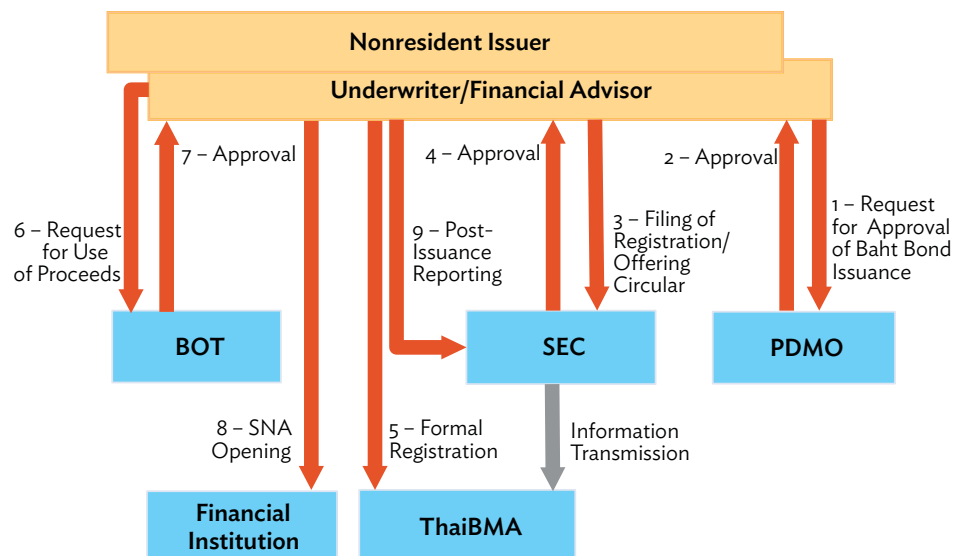 Nonresident Issuer
Underwriter/Financial Advisor
7 – Approval
4 – Approval
2 – Approval
6 – Request
for Use
of Proceeds
9 – Post-
Issuance
Reporting
3 – Filing of
Registration/
Offering
Circular
1 – Request
for Approval
of Baht Bond
Issuance
BOT
SEC
PDMO
8 – SNA
Opening
5 – Formal
Registration
Information
Transmission
Financial
Institution
ThaiBMA